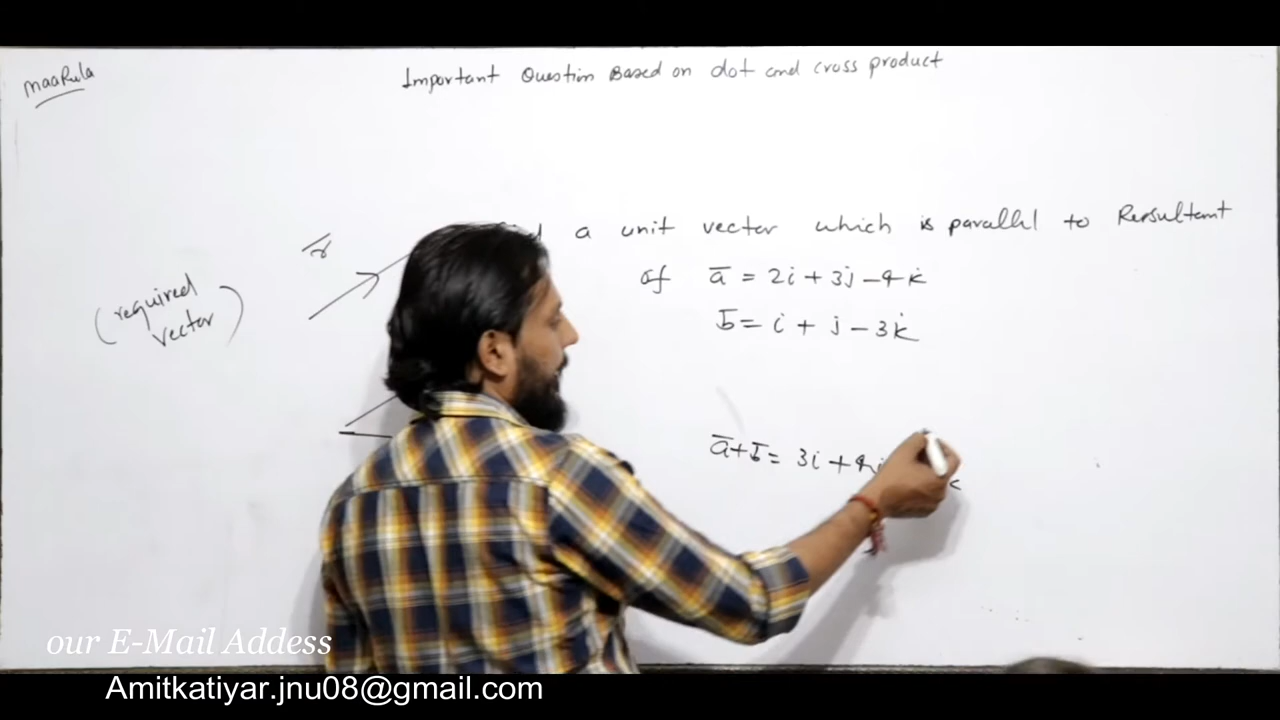 maaRula
Important Question Based on dot and cross product
a unit vector which is parallel to Resultant
of a̅ = 2i + 3j - 4k
b̅ = i + j - 3k
(required
vector)
a̅+b̅ = 3i + 4j
our E-Mail Addess
Amitkatiyar.jnu08@gmail.com